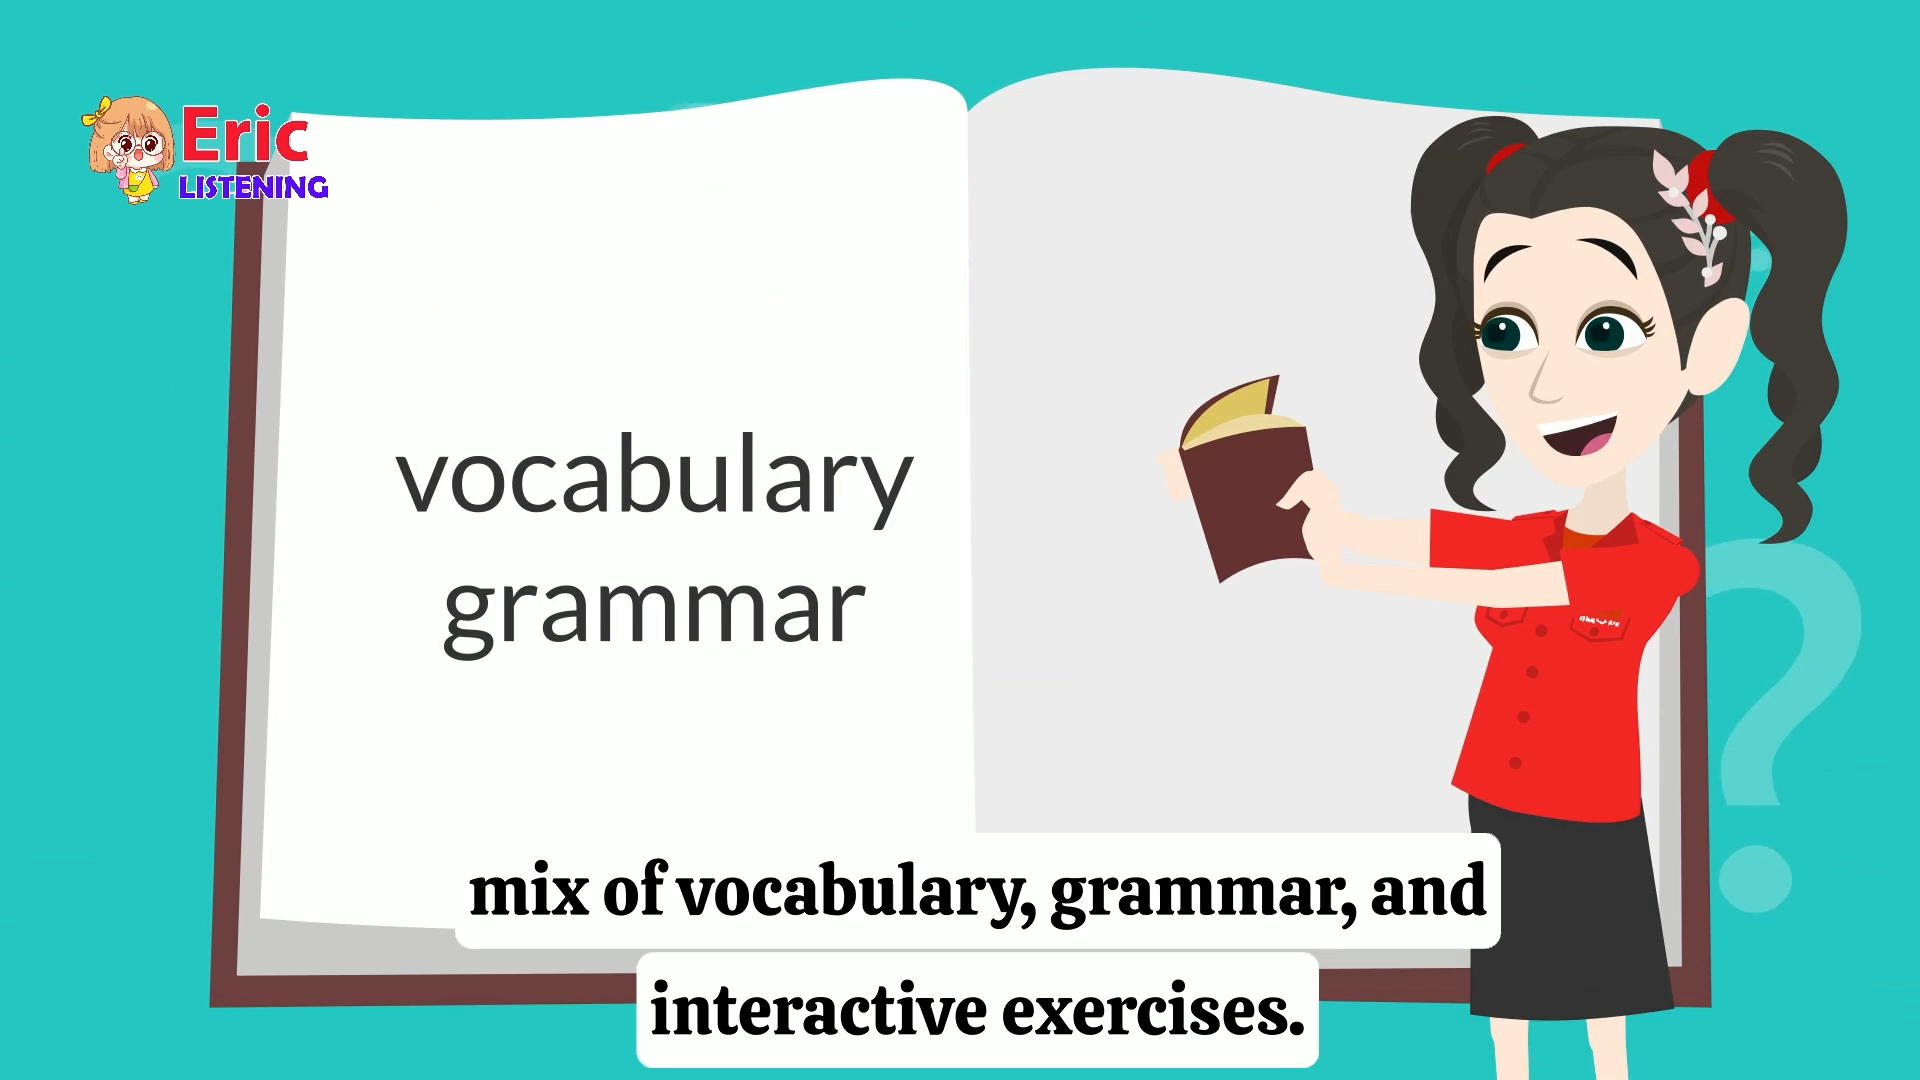 Eric
LISTENING
vocabulary
grammar
mix of vocabulary, grammar, and
interactive exercises.